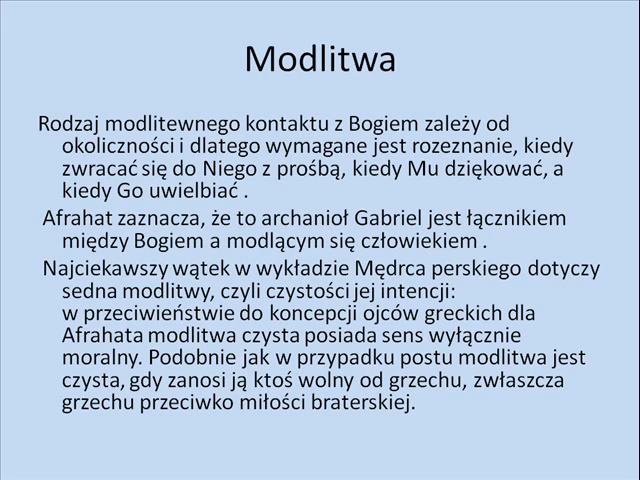 Modlitwa
Rodzaj modlitewnego kontaktu z Bogiem zależy od
okoliczności i dlatego wymagane jest rozeznanie, kiedy
zwracać się do Niego z prośbą, kiedy Mu dziękować, a
kiedy Go uwielbiać .
Afrahat zaznacza, że to archanioł Gabriel jest łącznikiem
między Bogiem a modlącym się człowiekiem .
Najciekawszy wątek w wykładzie Mędrca perskiego dotyczy
sedna modlitwy, czyli czystości jej intencji:
w przeciwieństwie do koncepcji ojców greckich dla
Afrahata modlitwa czysta posiada sens wyłącznie
moralny. Podobnie jak w przypadku postu modlitwa jest
czysta, gdy zanosi ją ktoś wolny od grzechu, zwłaszcza
grzechu przeciwko miłości braterskiej.